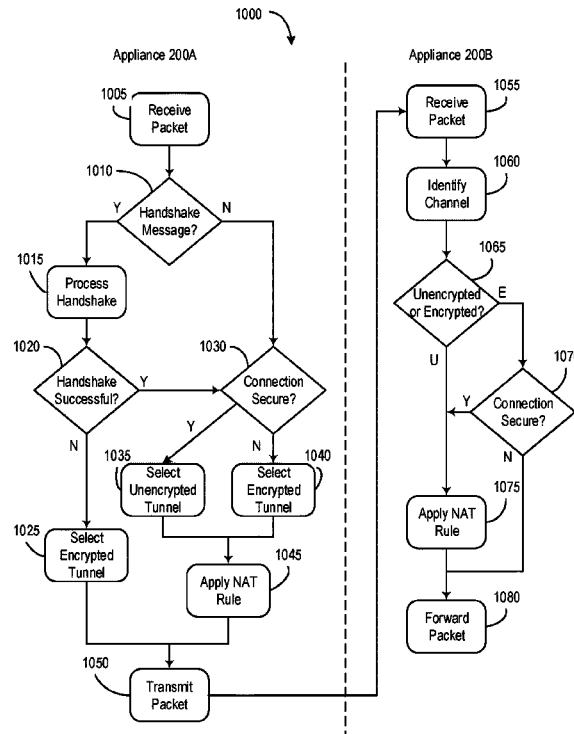 1000
Appliance 200A
Appliance 200B
1005
Receive
Packet
1010
Handshake
Message?
Y
N
1015
Process
Handshake
1020
Handshake
Successful?
Y
N
1030
Connection
Secure?
Y
N
1035
Select
Unencrypted
Tunnel
1040
Select
Encrypted
Tunnel
1025
Select
Encrypted
Tunnel
1045
Apply NAT
Rule
1050
Transmit
Packet
1055
Receive
Packet
1060
Identify
Channel
1065
Unencrypted
or Encrypted?
E
U
Connection
Secure?
Y
N
1075
Apply NAT
Rule
1080
Forward
Packet